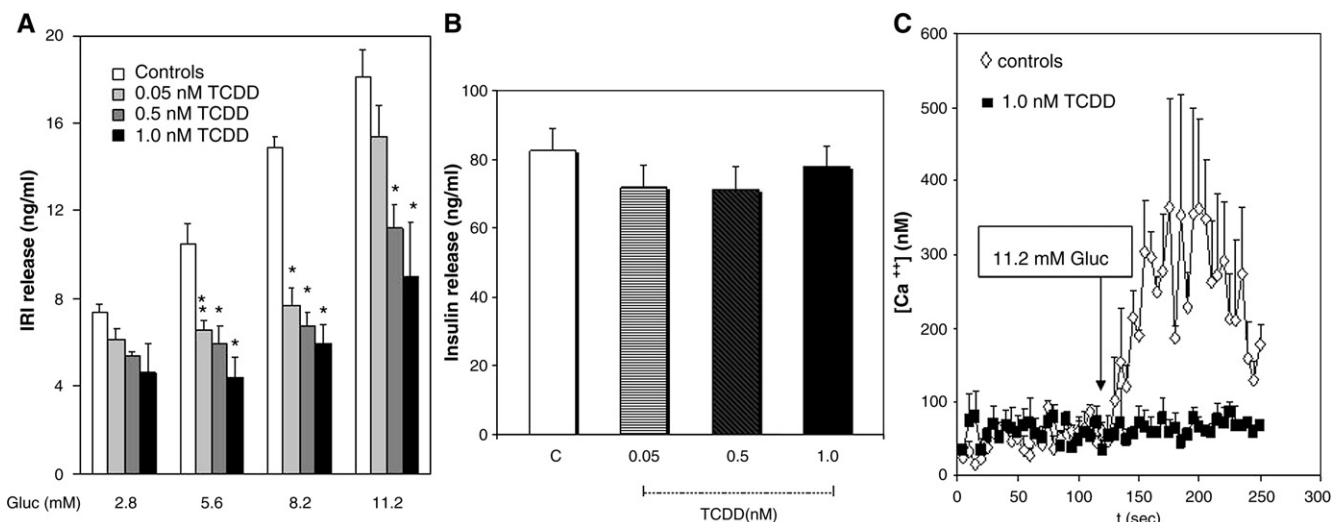 A
IRI release (ng/ml)
20
16
12
8
4
0
Controls
0.05 nM TCDD
0.5 nM TCDD
1.0 nM TCDD
*
*
*
*
*
*
*
*
*
Gluc (mM) 2.8 5.6 8.2 11.2
B
Insulin release (ng/ml)
100
80
60
40
20
0
C 0.05 0.5 1.0
TCDD(nM)
C
[Ca ++] (nM)
600
500
400
300
200
100
0
controls
1.0 nM TCDD
11.2 mM Gluc
0 50 100 150 200 250 300
t (sec)